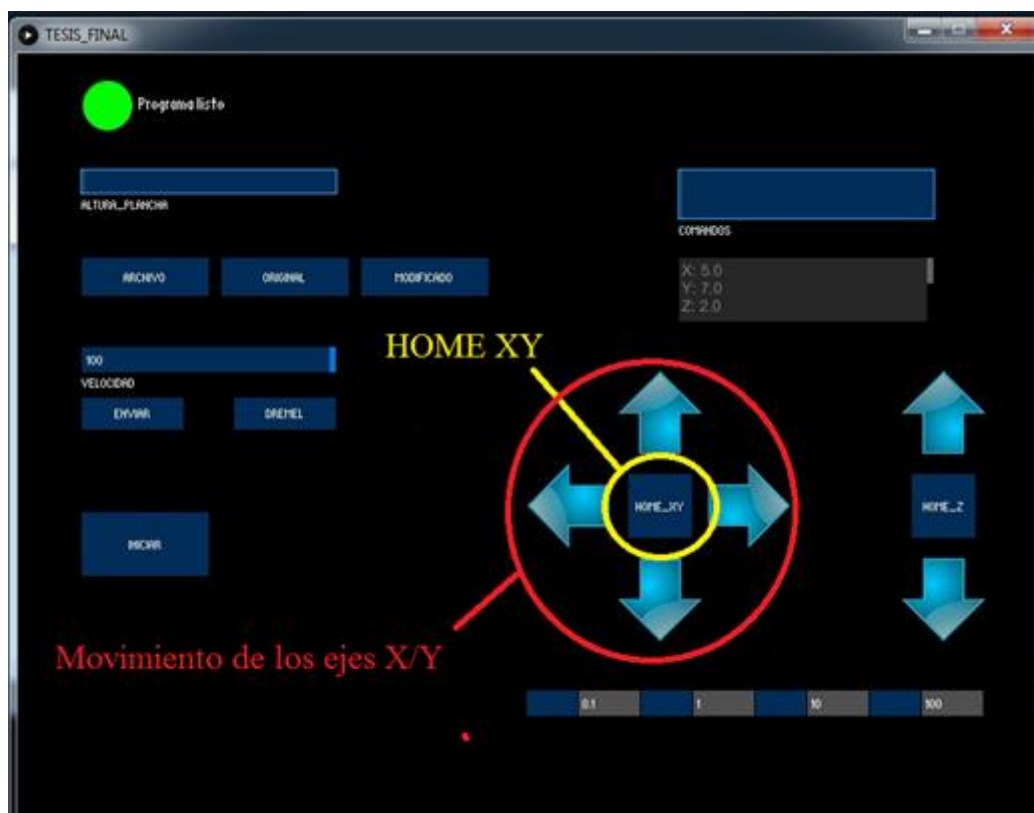 TESIS_FINAL
Programa listo
ALTURA_PLANCHA
COMANDOS
ARCHIVO
ORIGINAL
MODIFICADO
X: 5.0
Y: 7.0
Z: 2.0
HOME XY
100
VELOCIDAD
ENVIAR
DREMEL
HOME_XY
HOME_Z
INICIAR
Movimiento de los ejes X/Y
0.1
1
10
100